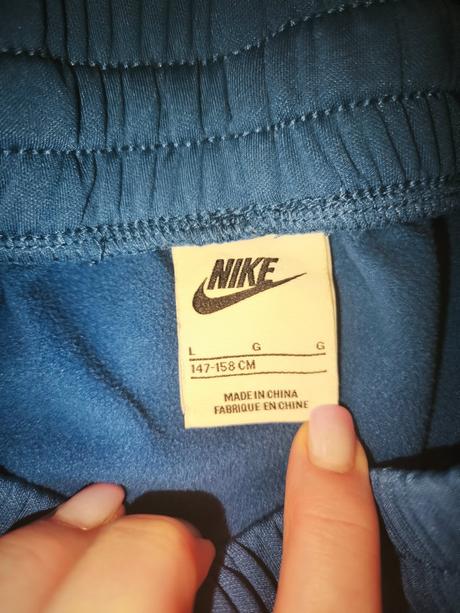 NIKE
L G G
147-158 CM
MADE IN CHINA
FABRIQUE EN CHINE